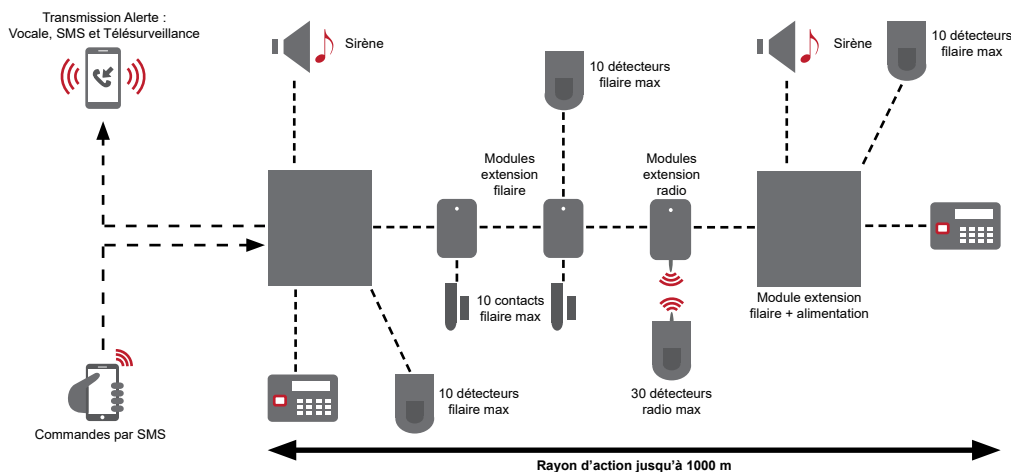 Transmission Alerte :
Vocale, SMS et Télésurveillance
Sirène
10 détecteurs
filaire max
Sirène
10 détecteurs
filaire max
Modules
extension
filaire
Modules
extension
radio
10 contacts
filaire max
Module extension
filaire + alimentation
10 détecteurs
filaire max
30 détecteurs
radio max
Commandes par SMS
Rayon d'action jusqu'à 1000 m